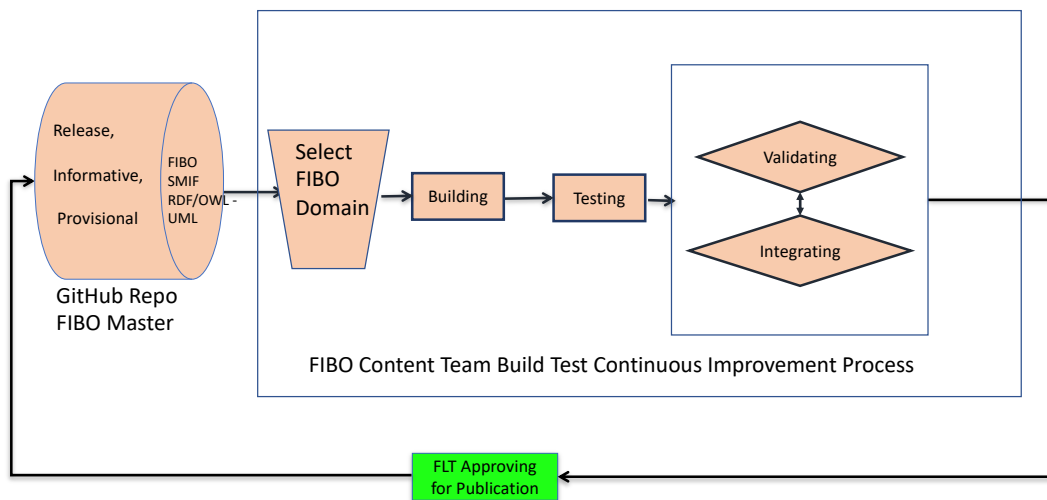 Release,
Informative,
Provisional
FIBO
SMIF
RDF/OWL -
UML
GitHub Repo
FIBO Master
Select
FIBO
Domain
Building
Testing
Validating
Integrating
FIBO Content Team Build Test Continuous Improvement Process
FLT Approving
for Publication